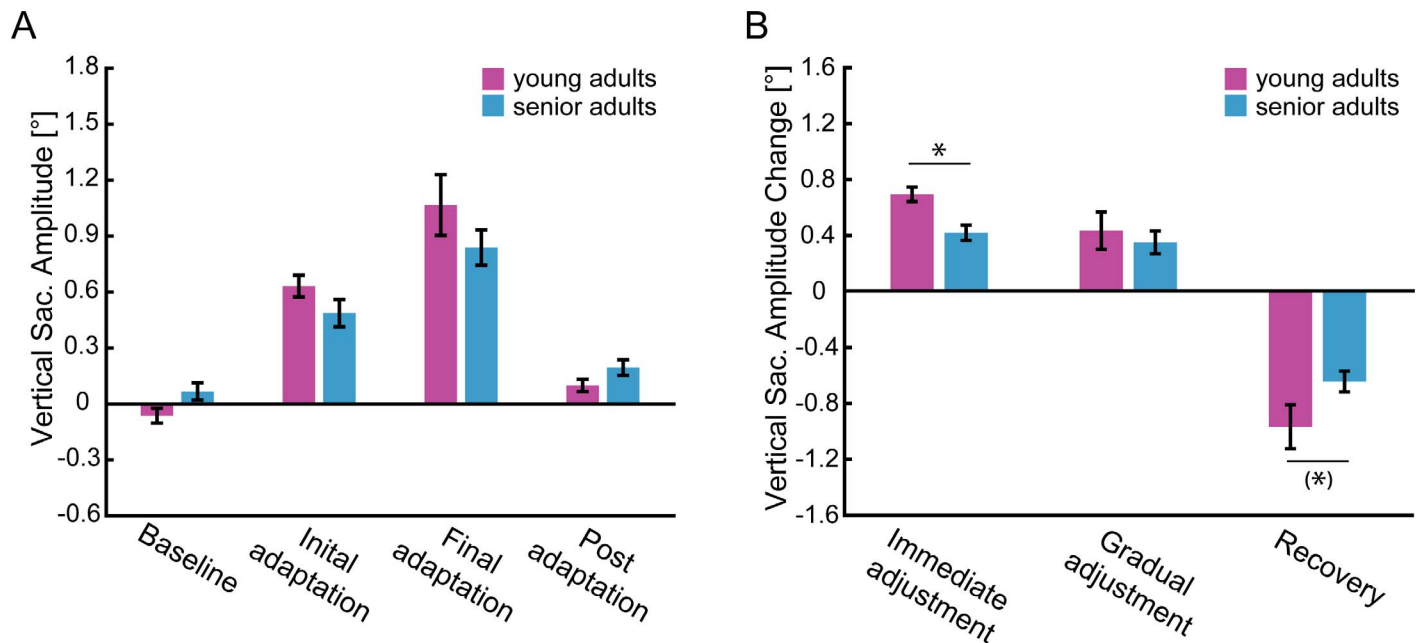 A
Vertical Sac. Amplitude [°]
1.8
1.5
1.2
0.9
0.6
0.3
0
-0.3
-0.6
young adults
senior adults
Baseline
Inital
adaptation
Final
adaptation
Post
adaptation
B
Vertical Sac. Amplitude Change [°]
1.6
1.2
0.8
0.4
0
-0.4
-0.8
-1.2
-1.6
young adults
senior adults
*
(*)
Immediate
adjustment
Gradual
adjustment
Recovery